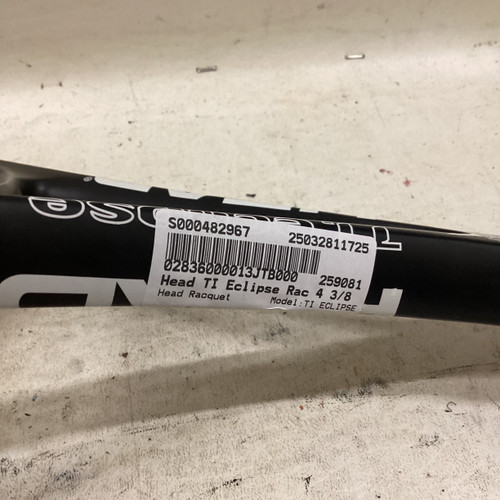 S000482967 25032811725
02836000013JTB000 259081
Head TI Eclipse Rac 4 3/8
Head Racquet Model:TI ECLIPSE